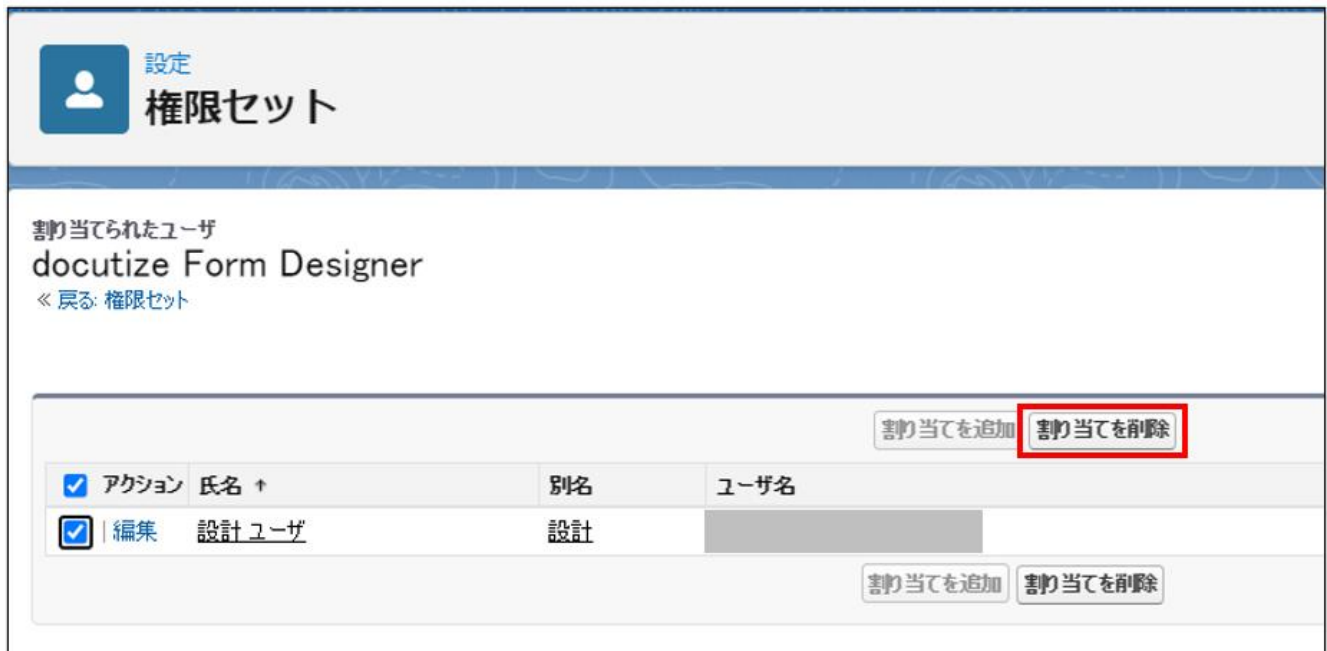 設定
権限セット
割り当てられたユーザ
docutize Form Designer
« 戻る: 権限セット
割り当てを追加 割り当てを削除
アクション 氏名 ↑ 別名 ユーザ名
| 編集 設計 ユーザ 設計
割り当てを追加 割り当てを削除